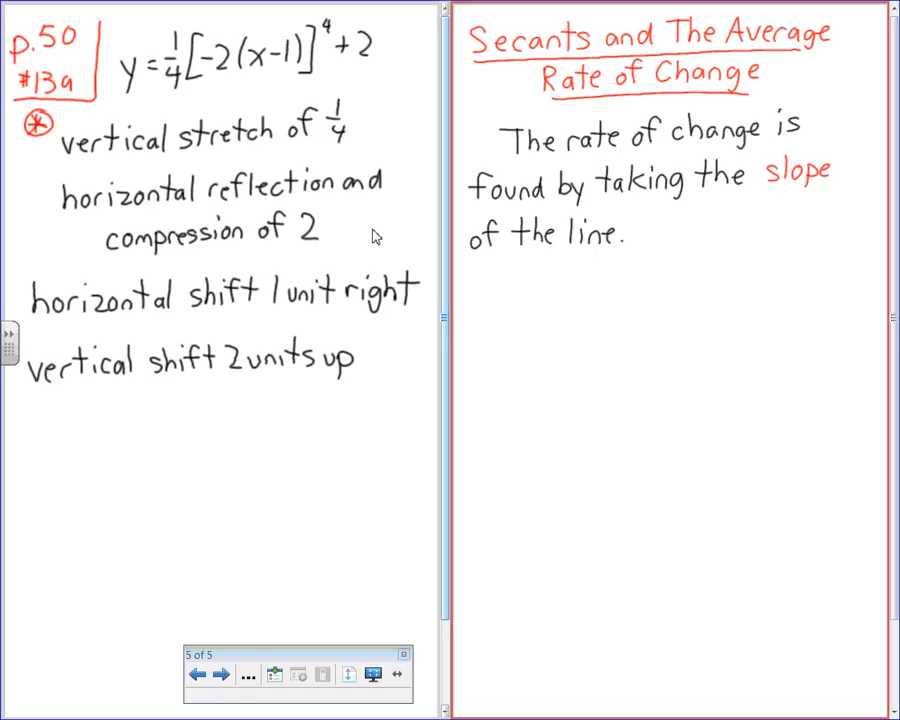 p.50
#13a
y = 1/4[-2(x-1)]^4 + 2
vertical stretch of 1/4
horizontal reflection and
compression of 2
horizontal shift 1 unit right
vertical shift 2 units up
5 of 5
Secants and The Average
Rate of Change
The rate of change is
found by taking the slope
of the line.